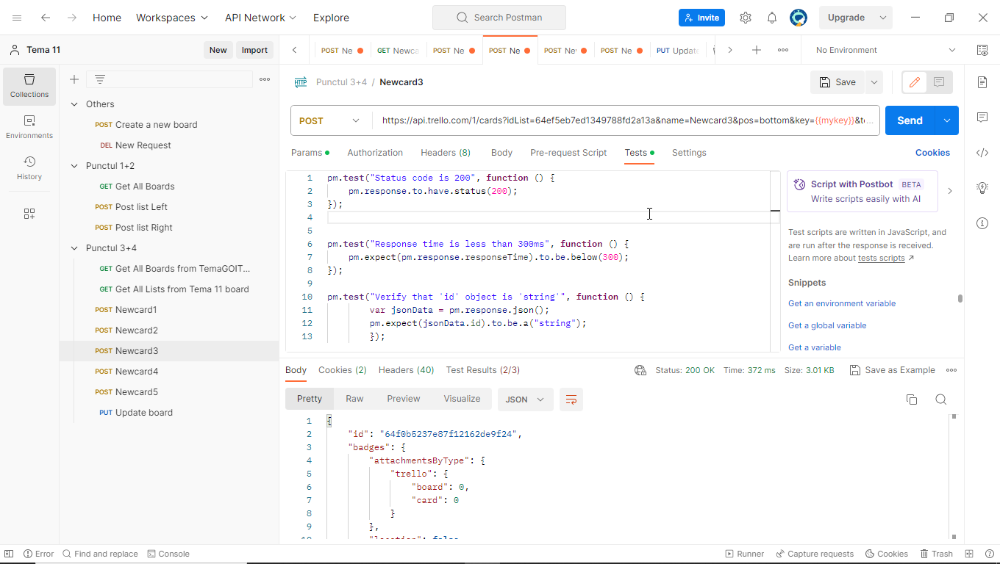 Home Workspaces API Network Explore Search Postman Invite Upgrade
Tema 11 New Import POST Ne GET Newca POST Ne POST Ne POST Ne POST Ne PUT Update No Environment
Collections
Environments
History
Others
POST Create a new board
DEL New Request
Punctul 1+2
GET Get All Boards
POST Post list Left
POST Post list Right
Punctul 3+4
GET Get All Boards from TemaGOIT...
GET Get All Lists from Tema 11 board
POST Newcard1
POST Newcard2
POST Newcard3
POST Newcard4
POST Newcard5
PUT Update board
HTTP Punctul 3+4 / Newcard3 Save
POST https://api.trello.com/1/cards?idList=64ef5eb7ed1349788fd2a13a&name=Newcard3&pos=bottom&key={{mykey}}&t... Send
Params Authorization Headers (8) Body Pre-request Script Tests Settings Cookies
1 pm.test("Status code is 200", function () {
2 pm.response.to.have.status(200);
3 });
4
5
6 pm.test("Response time is less than 300ms", function () {
7 pm.expect(pm.response.responseTime).to.be.below(300);
8 });
9
10 pm.test("Verify that 'id' object is 'string'", function () {
11 var jsonData = pm.response.json();
12 pm.expect(jsonData.id).to.be.a("string");
13 });
Script with Postbot BETA
Write scripts easily with AI
Test scripts are written in JavaScript, and
are run after the response is received.
Learn more about tests scripts ↗
Snippets
Get an environment variable
Get a global variable
Get a variable
Body Cookies (2) Headers (40) Test Results (2/3) Status: 200 OK Time: 372 ms Size: 3.01 KB Save as Example
Pretty Raw Preview Visualize JSON
1 {
2 "id": "64f0b5237e87f12162de9f24",
3 "badges": {
4 "attachmentsByType": {
5 "trello": {
6 "board": 0,
7 "card": 0
8 }
9 },
10 "location": false,
Error Find and replace Console Runner Capture requests Cookies Trash